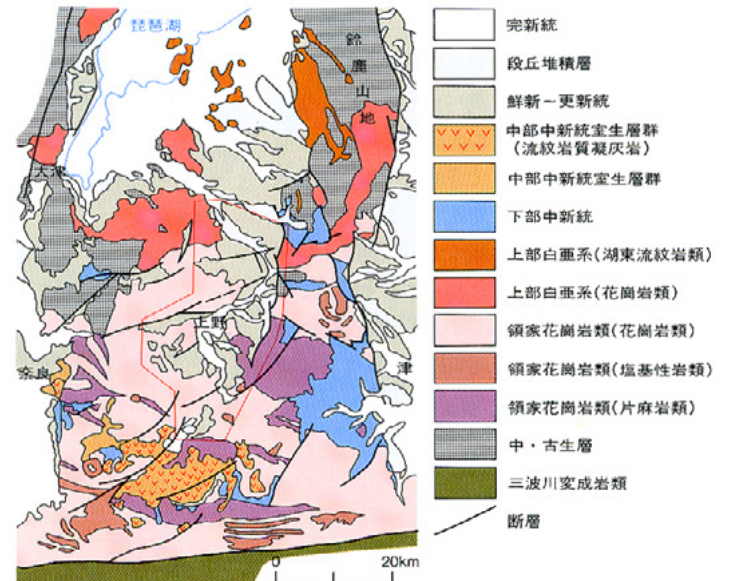 琵琶湖
鈴鹿山地
大津
上野
奈良
津
0 20km
完新統
段丘堆積層
鮮新～更新統
中部中新統室生層群
(流紋岩質凝灰岩)
中部中新統室生層群
下部中新統
上部白亜系(湖東流紋岩類)
上部白亜系(花崗岩類)
領家花崗岩類(花崗岩類)
領家花崗岩類(塩基性岩類)
領家花崗岩類(片麻岩類)
中・古生層
三波川変成岩類
断層